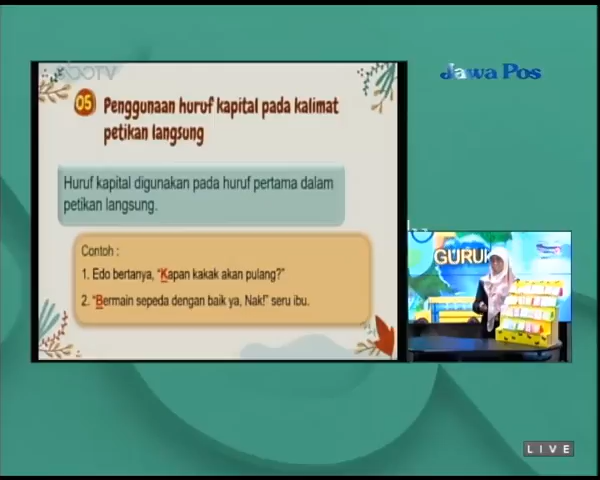 Jawa Pos
05 Penggunaan huruf kapital pada kalimat
petikan langsung
Huruf kapital digunakan pada huruf pertama dalam
petikan langsung.
Contoh :
1. Edo bertanya, “Kapan kakak akan pulang?”
2. “Bermain sepeda dengan baik ya, Nak!” seru ibu.
GURUK
LIVE